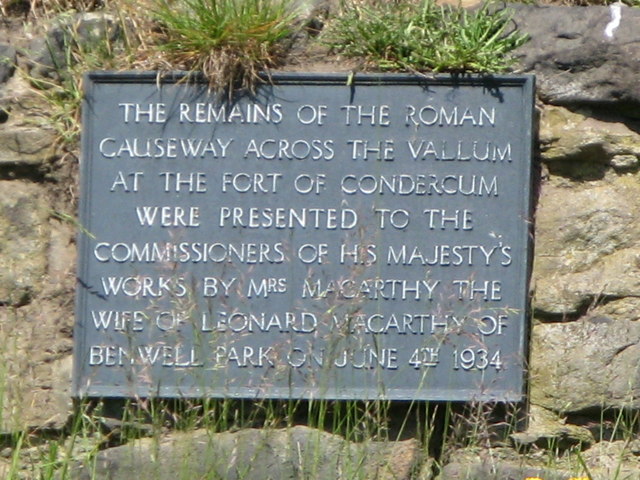 THE REMAINS OF THE ROMAN
CAUSEWAY ACROSS THE VALLUM
AT THE FORT OF CONDERCUM
WERE PRESENTED TO THE
COMMISSIONERS OF HIS MAJESTY'S
WORKS BY MRS MACARTHY THE
WIFE OF LEONARD MACARTHY OF
BENWELL PARK ON JUNE 4TH 1934